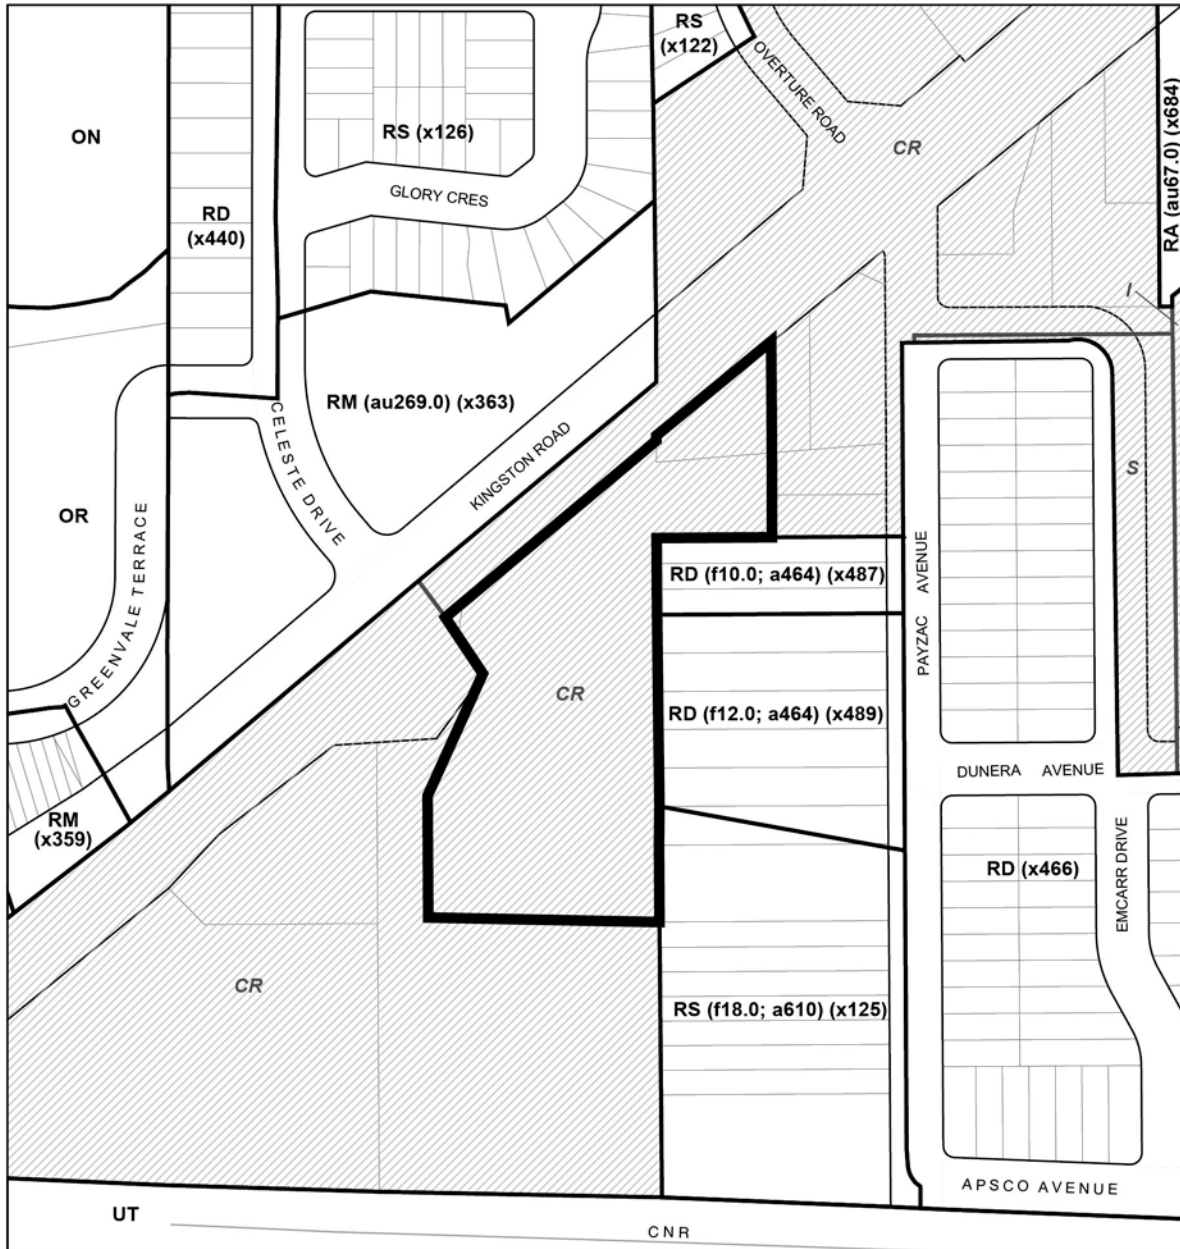 RS
(x122)
OVERTURE ROAD
ON
RS (x126)
CR
RA (au67.0) (x684)
GLORY CRES
RD
(x440)
I
RM (au269.0) (x363)
CELESTE DRIVE
KINGSTON ROAD
S
OR
GREENVALE TERRACE
PAYZAC AVENUE
RD (f10.0; a464) (x487)
CR
RD (f12.0; a464) (x489)
DUNERA AVENUE
RM
(x359)
RD (x466)
EMCARR DRIVE
CR
RS (f18.0; a610) (x125)
APSCO AVENUE
UT
CNR